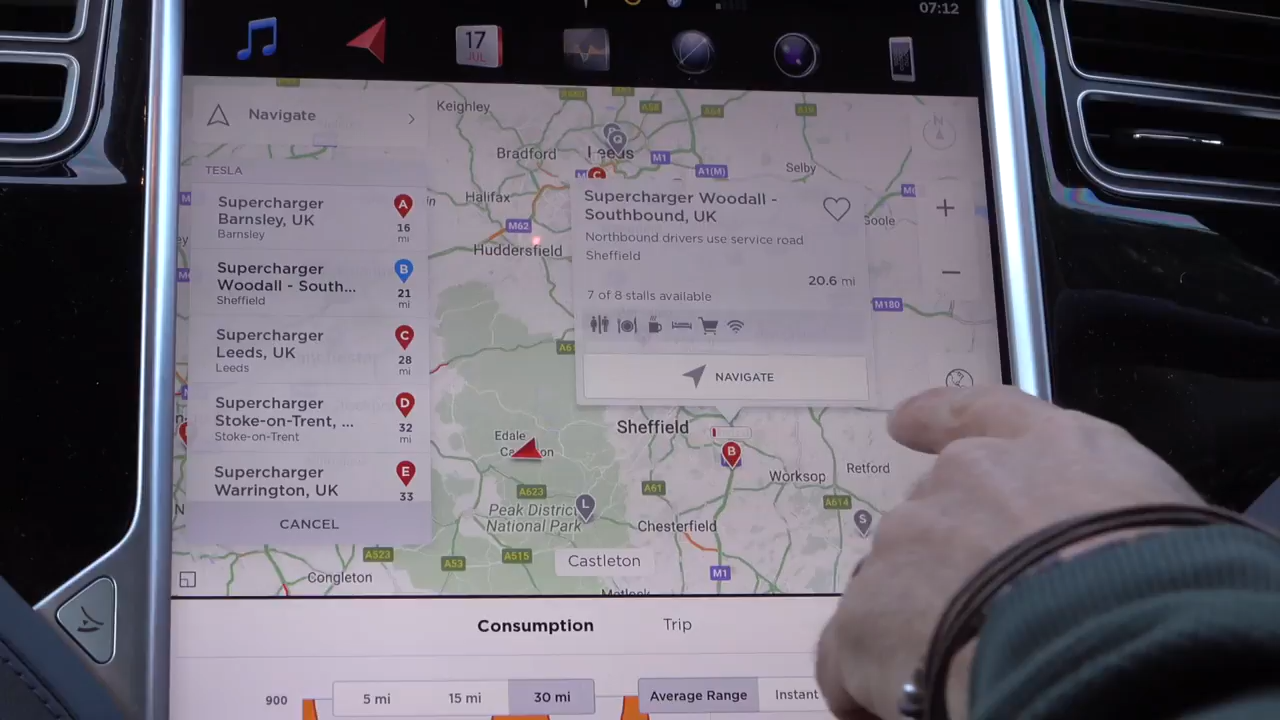 07:12
17
JUL
Navigate
TESLA
Supercharger
Barnsley, UK
Barnsley
A
16
mi
Supercharger
Woodall - South...
Sheffield
B
21
mi
Supercharger
Leeds, UK
Leeds
C
28
mi
Supercharger
Stoke-on-Trent, ...
Stoke-on-Trent
D
32
mi
Supercharger
Warrington, UK
E
33
CANCEL
Keighley
A58
A64
A19
N
Bradford
Leeds
M1
A1(M)
Selby
C
Halifax
M62
Huddersfield
Goole
M180
Supercharger Woodall -
Southbound, UK
Northbound drivers use service road
Sheffield
20.6 mi
7 of 8 stalls available
NAVIGATE
+
−
Sheffield
B
Edale
Worksop
Retford
A623
A61
A614
L
S
Peak District
National Park
Chesterfield
A523
A53
A515
Castleton
M1
Congleton
Consumption
Trip
900
5 mi
15 mi
30 mi
Average Range
Instant